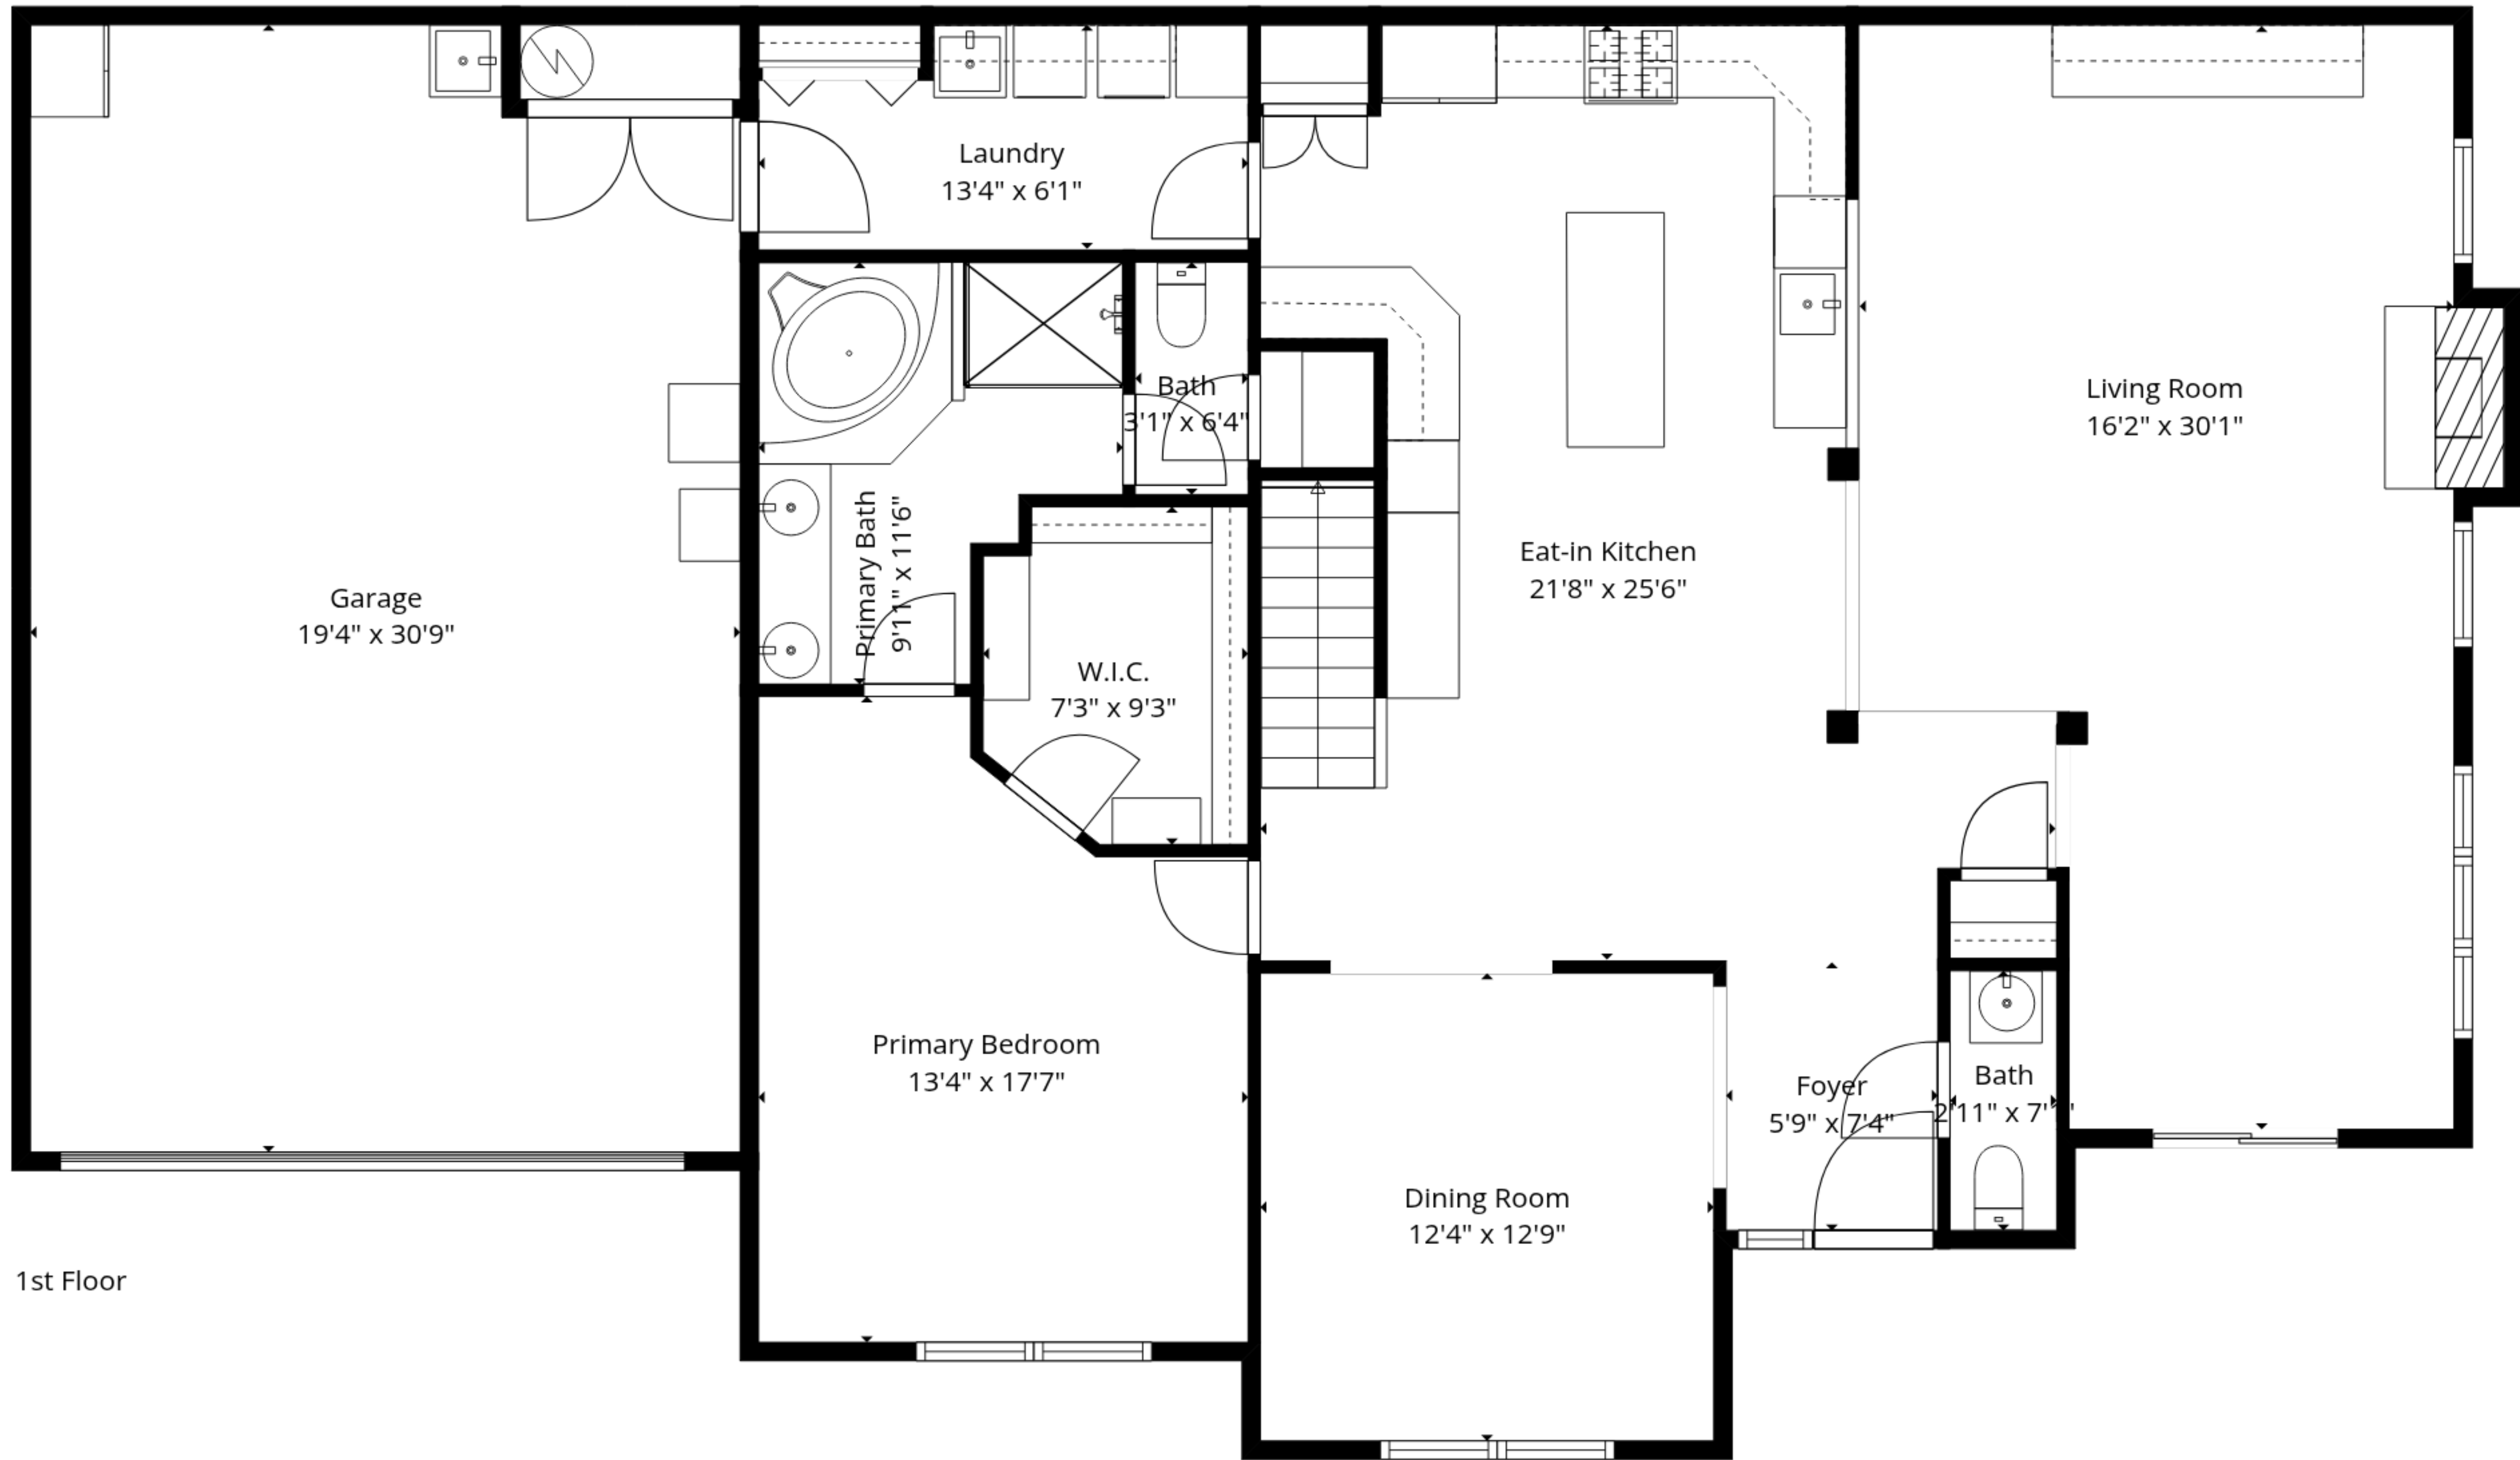 Laundry
13'4" x 6'1"
Bath
3'1" x 6'4"
Living Room
16'2" x 30'1"
Eat-in Kitchen
21'8" x 25'6"
Garage
19'4" x 30'9"
Primary Bath
9'11" x 11'6"
W.I.C.
7'3" x 9'3"
Primary Bedroom
13'4" x 17'7"
Foyer
5'9" x 7'4"
Bath
2'11" x
Dining Room
12'4" x 12'9"
1st Floor